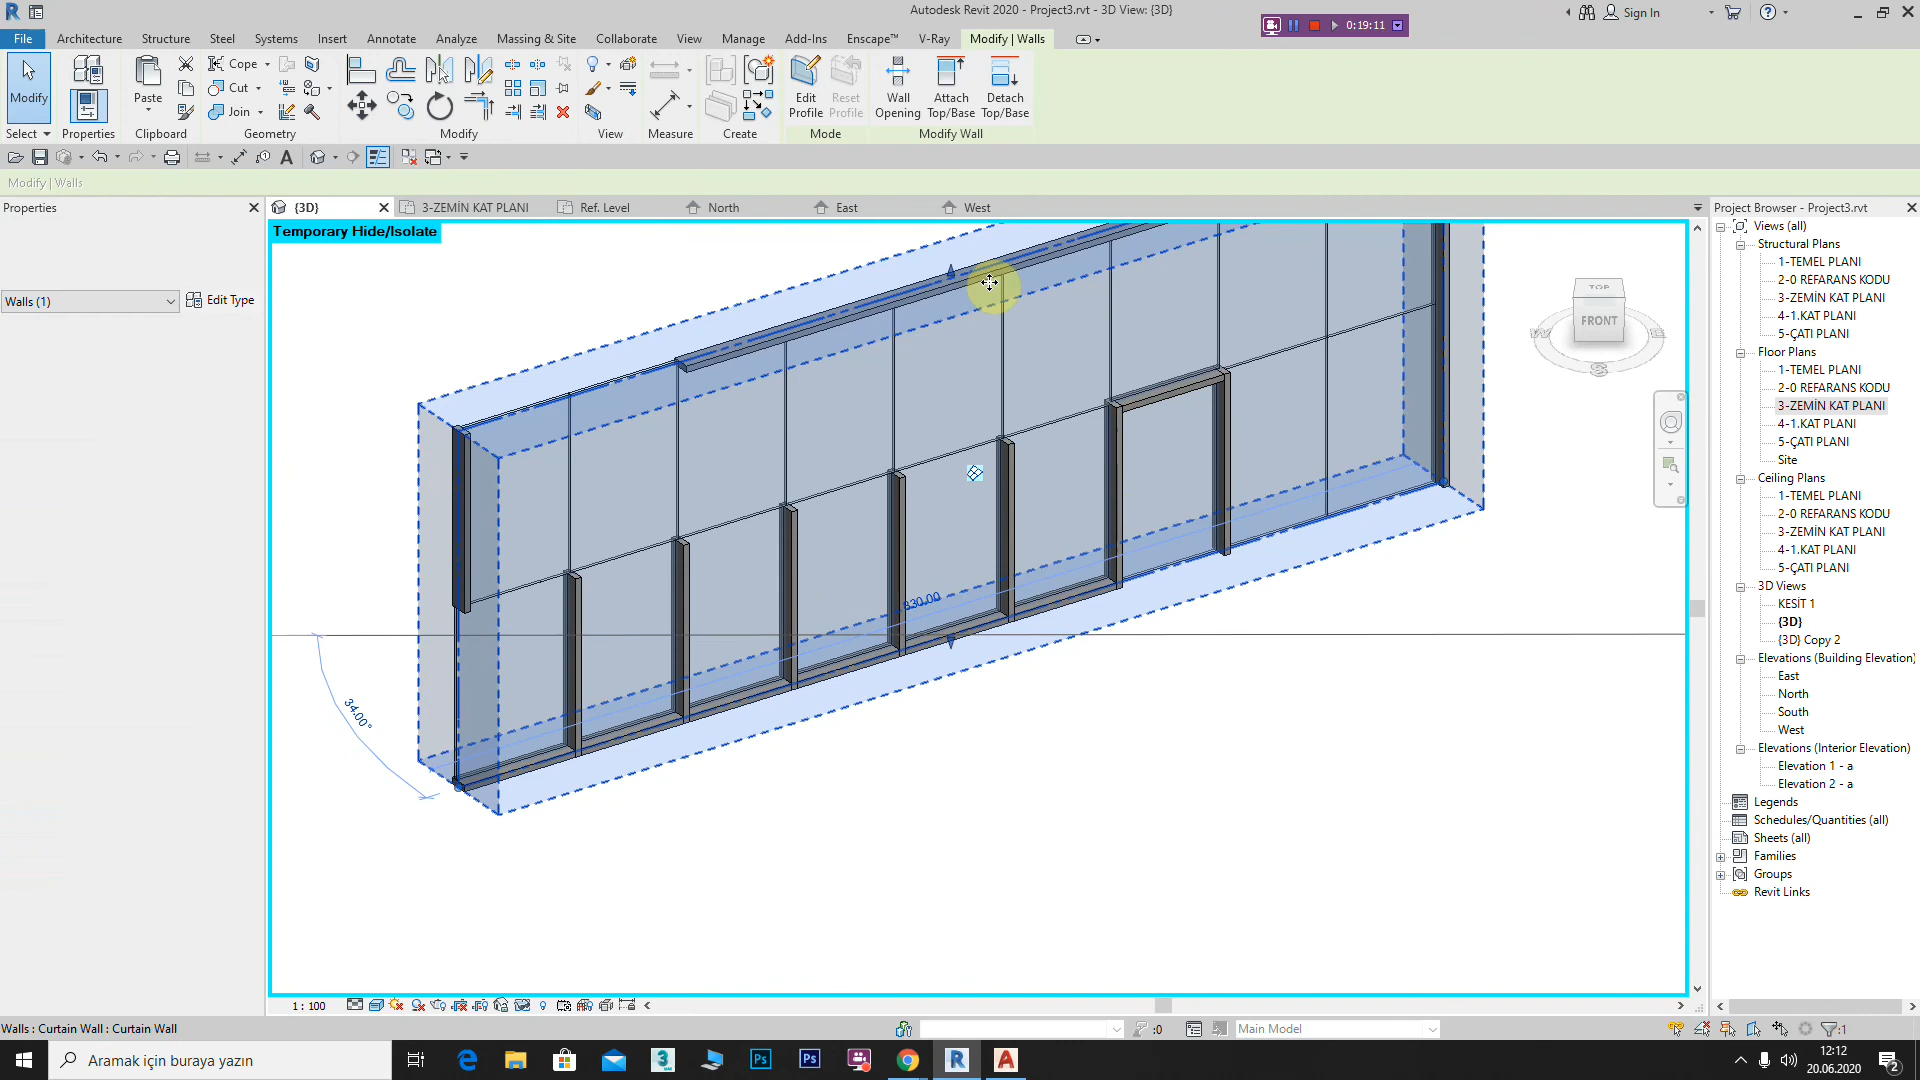 Autodesk Revit 2020 - Project3.rvt - 3D View: {3D}
0:19:11
Sign In
File Architecture Structure Steel Systems Insert Annotate Analyze Massing & Site Collaborate View Manage Add-Ins Enscape™ V-Ray Modify | Walls
Modify
Paste
Cope
Cut
Join
Edit Profile
Reset Profile
Wall Opening
Attach Top/Base
Detach Top/Base
Select Properties Clipboard Geometry Modify View Measure Create Mode Modify Wall
Modify | Walls
Properties
{3D} 3-ZEMİN KAT PLANI Ref. Level North East West
Project Browser - Project3.rvt
Temporary Hide/Isolate
Walls (1)
Edit Type
TOP
FRONT
W
E
S
830.00
34.00°
Views (all)
Structural Plans
1-TEMEL PLANI
2-0 REFARANS KODU
3-ZEMİN KAT PLANI
4-1.KAT PLANI
5-ÇATI PLANI
Floor Plans
1-TEMEL PLANI
2-0 REFARANS KODU
3-ZEMİN KAT PLANI
4-1.KAT PLANI
5-ÇATI PLANI
Site
Ceiling Plans
1-TEMEL PLANI
2-0 REFARANS KODU
3-ZEMİN KAT PLANI
4-1.KAT PLANI
5-ÇATI PLANI
3D Views
KESİT 1
{3D}
{3D} Copy 2
Elevations (Building Elevation)
East
North
South
West
Elevations (Interior Elevation)
Elevation 1 - a
Elevation 2 - a
Legends
Schedules/Quantities (all)
Sheets (all)
Families
Groups
Revit Links
1 : 100
Walls : Curtain Wall : Curtain Wall
:0
Main Model
:1
Aramak için buraya yazın
12:12
20.06.2020
2